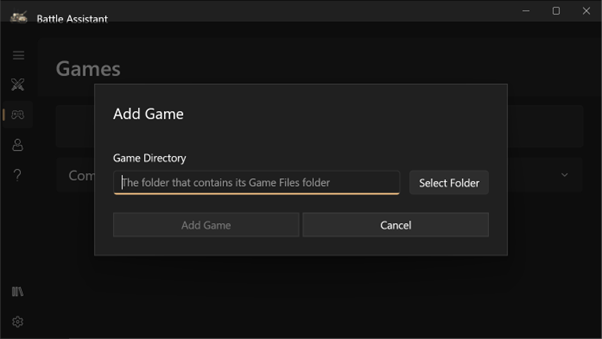 Battle Assistant
Games
Add Game
Game Directory
The folder that contains its Game Files folder
Select Folder
Com
Add Game
Cancel